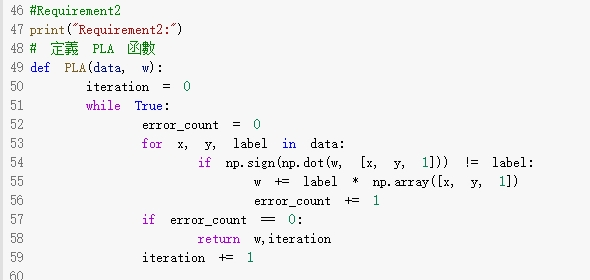 46 #Requirement2
47 print("Requirement2:")
48 # 定義 PLA 函數
49 def PLA(data, w):
50 iteration = 0
51 while True:
52 error_count = 0
53 for x, y, label in data:
54 if np.sign(np.dot(w, [x, y, 1])) != label:
55 w += label * np.array([x, y, 1])
56 error_count += 1
57 if error_count == 0:
58 return w,iteration
59 iteration += 1
60